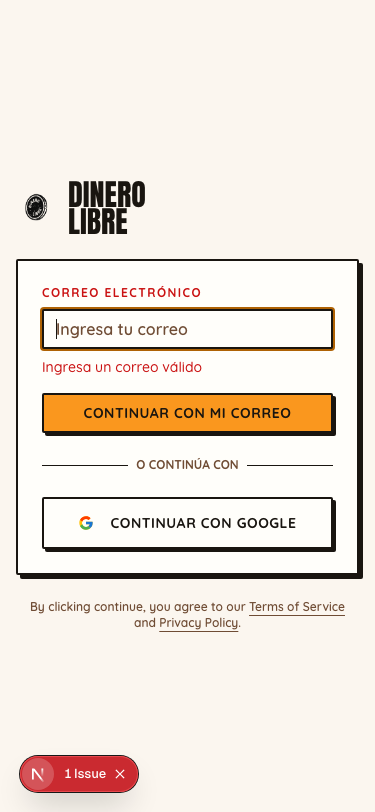 DINERO
LIBRE
CORREO ELECTRÓNICO
Ingresa tu correo
Ingresa un correo válido
CONTINUAR CON MI CORREO
O CONTINÚA CON
CONTINUAR CON GOOGLE
By clicking continue, you agree to our Terms of Service
and Privacy Policy.
N 1 Issue